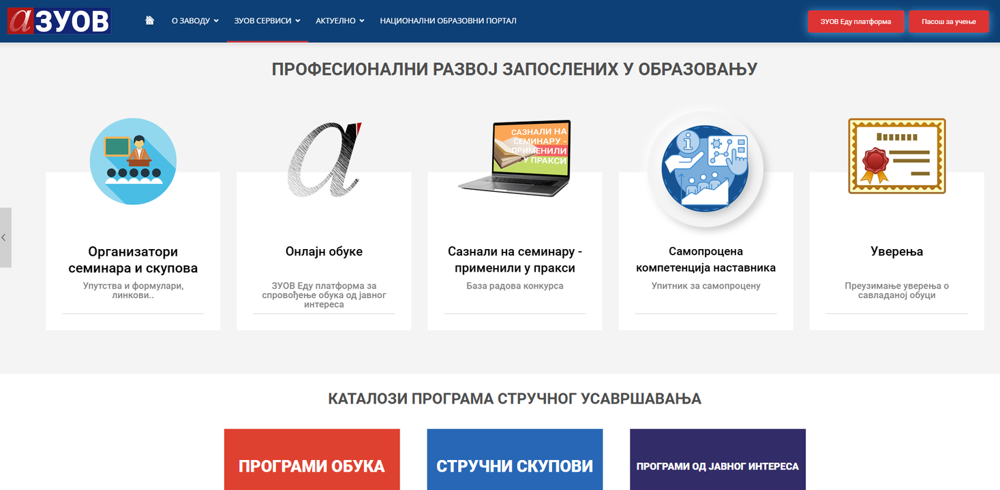 аЗУОВ
О ЗАВОДУ
ЗУОВ СЕРВИСИ
АКТУЕЛНО
НАЦИОНАЛНИ ОБРАЗОВНИ ПОРТАЛ
ЗУОВ Еду платформа
Пасош за учење
ПРОФЕСИОНАЛНИ РАЗВОЈ ЗАПОСЛЕНИХ У ОБРАЗОВАЊУ
Организатори
семинара и скупова
Упутства и формулари,
линкови..
а
Онлајн обуке
ЗУОВ Еду платформа за
спровођење обука од јавног
интереса
САЗНАЛИ НА
СЕМИНАРУ -
ПРИМЕНИЛИ
У ПРАКСИ
Сазнали на семинару -
применили у пракси
База радова конкурса
i
Самопроцена
компетенција наставника
Упитник за самопроцену
Уверења
Преузимање уверења о
савладаној обуци
КАТАЛОЗИ ПРОГРАМА СТРУЧНОГ УСАВРШАВАЊА
ПРОГРАМИ ОБУКА
СТРУЧНИ СКУПОВИ
ПРОГРАМИ ОД ЈАВНОГ ИНТЕРЕСА